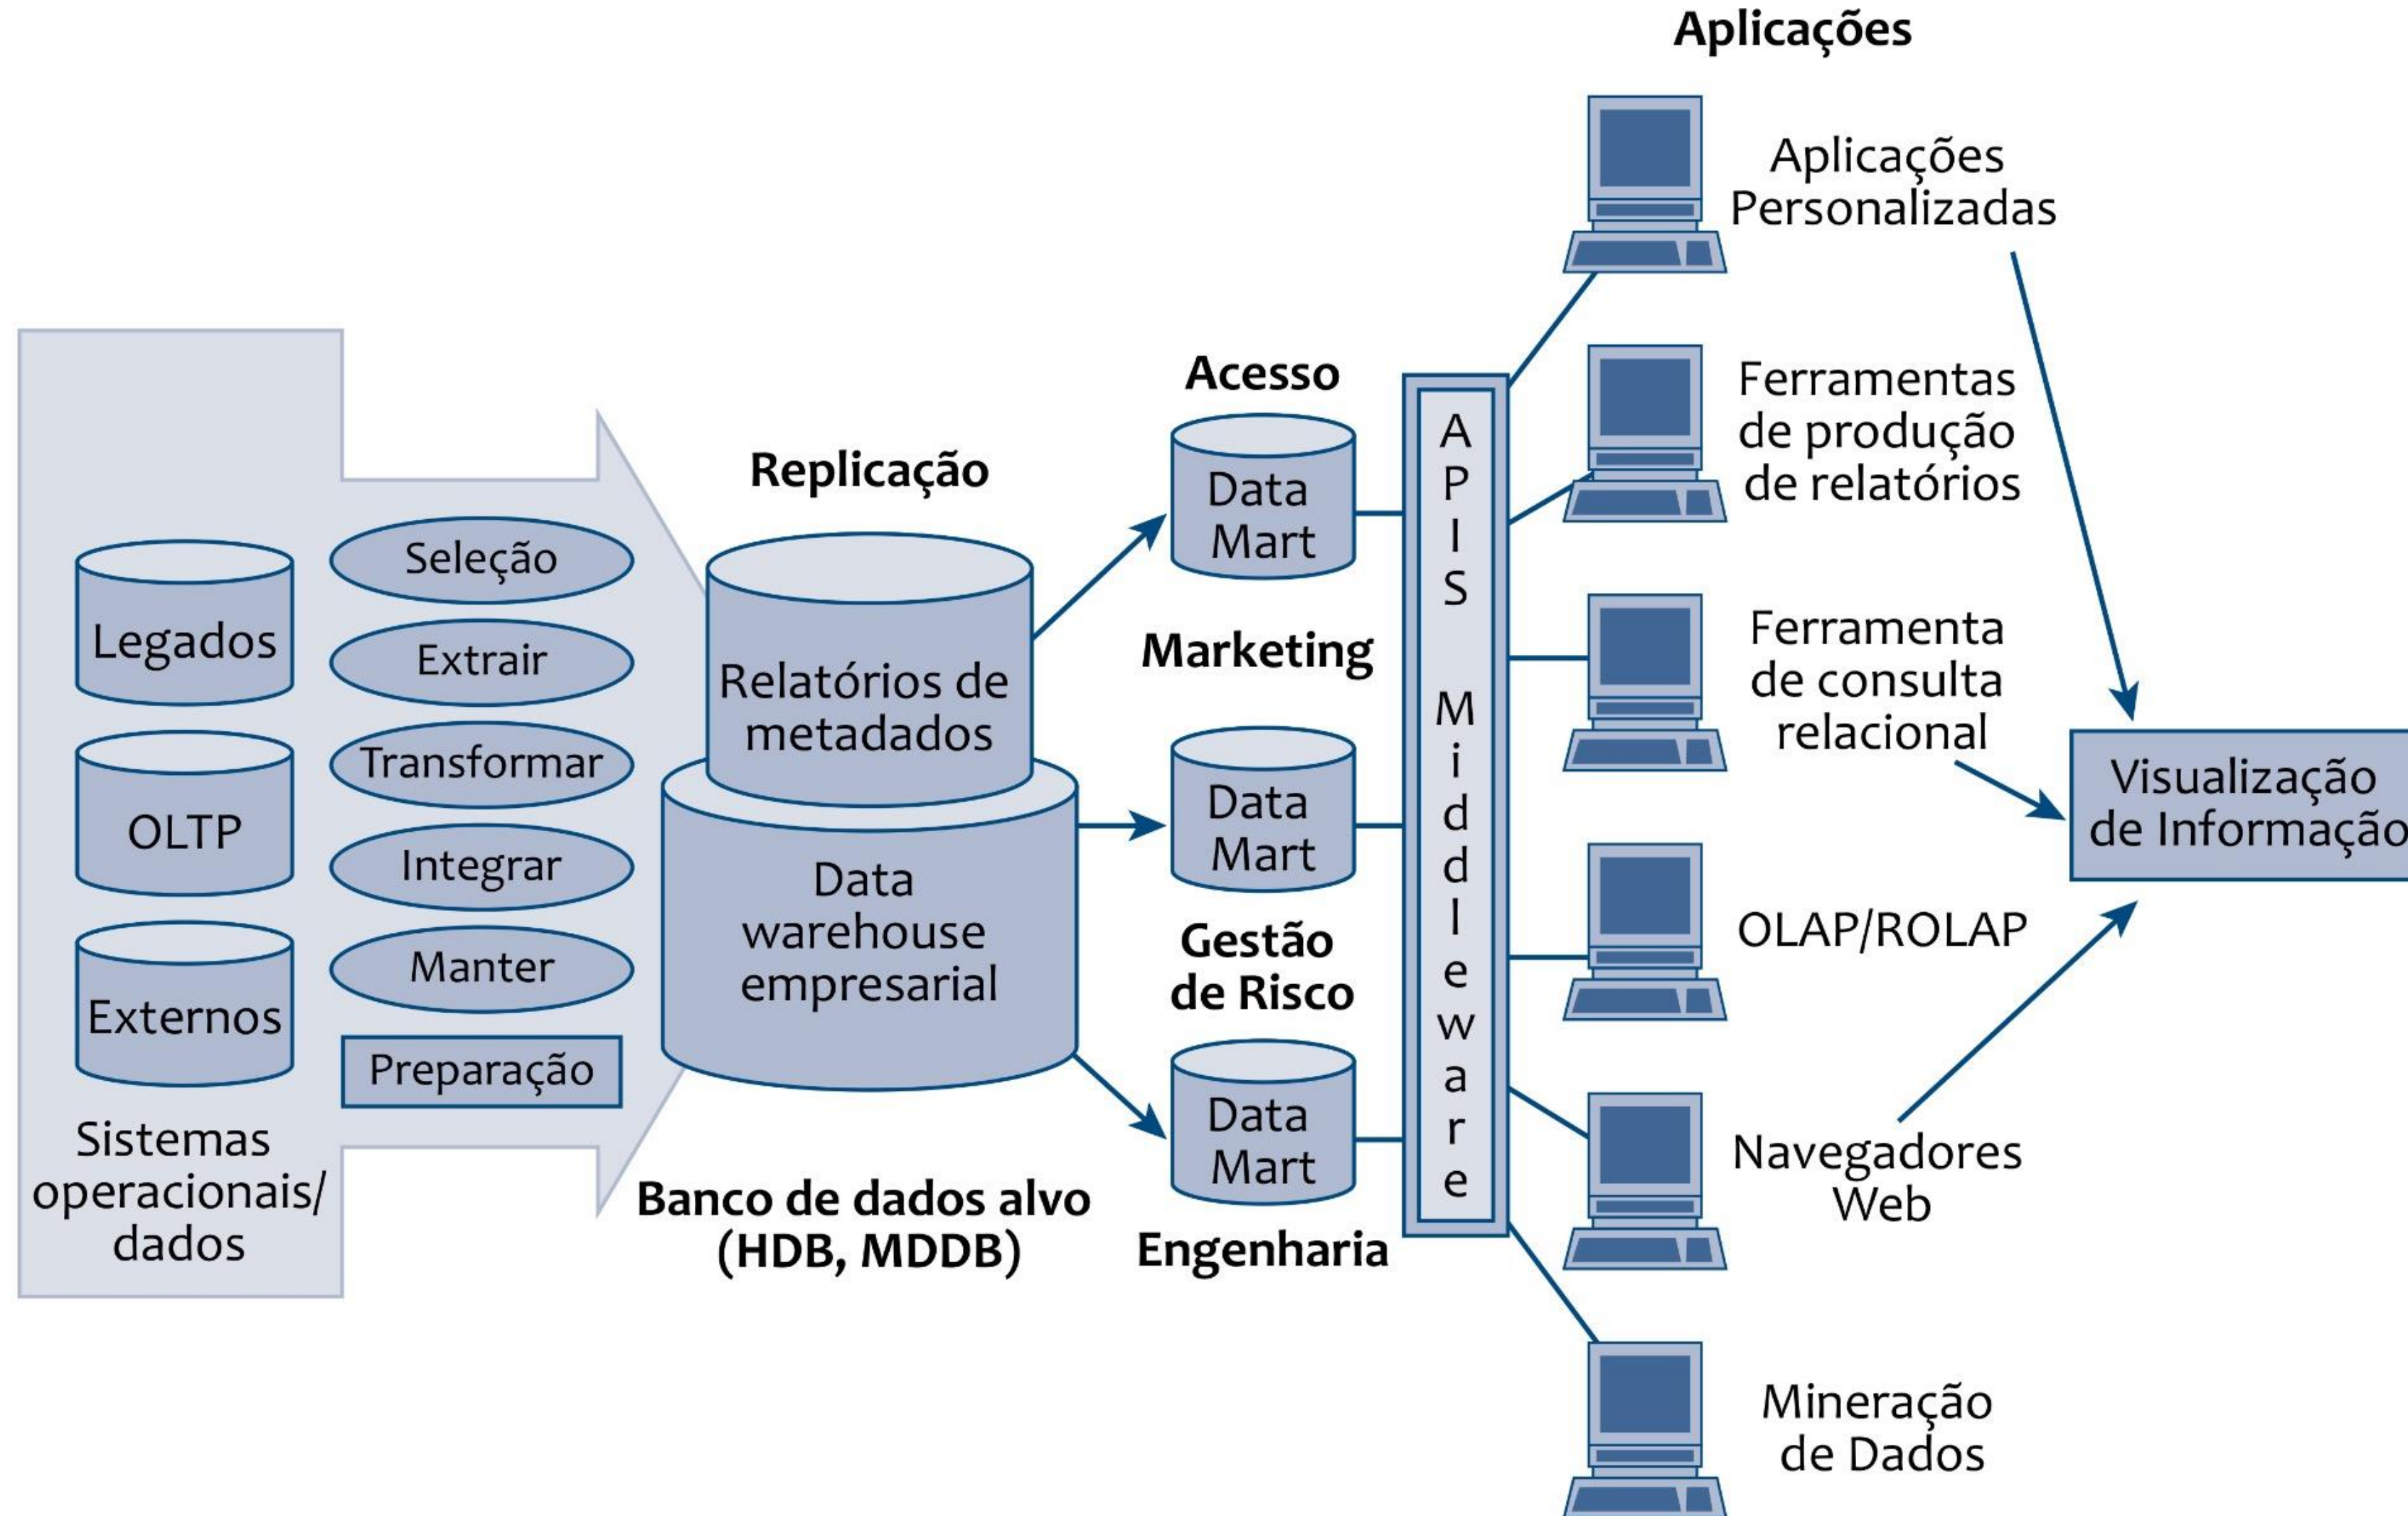 Aplicações
Legados
OLTP
Externos
Sistemas
operacionais/
dados
Seleção
Extrair
Transformar
Integrar
Manter
Preparação
Replicação
Relatórios de
metadados
Data
warehouse
empresarial
Banco de dados alvo
(HDB, MDDB)
Acesso
Data
Mart
Marketing
Data
Mart
Gestão
de Risco
Data
Mart
Engenharia
APIS Middleware
Aplicações
Personalizadas
Ferramentas
de produção
de relatórios
Ferramenta
de consulta
relacional
OLAP/ROLAP
Navegadores
Web
Mineração
de Dados
Visualização
de Informação